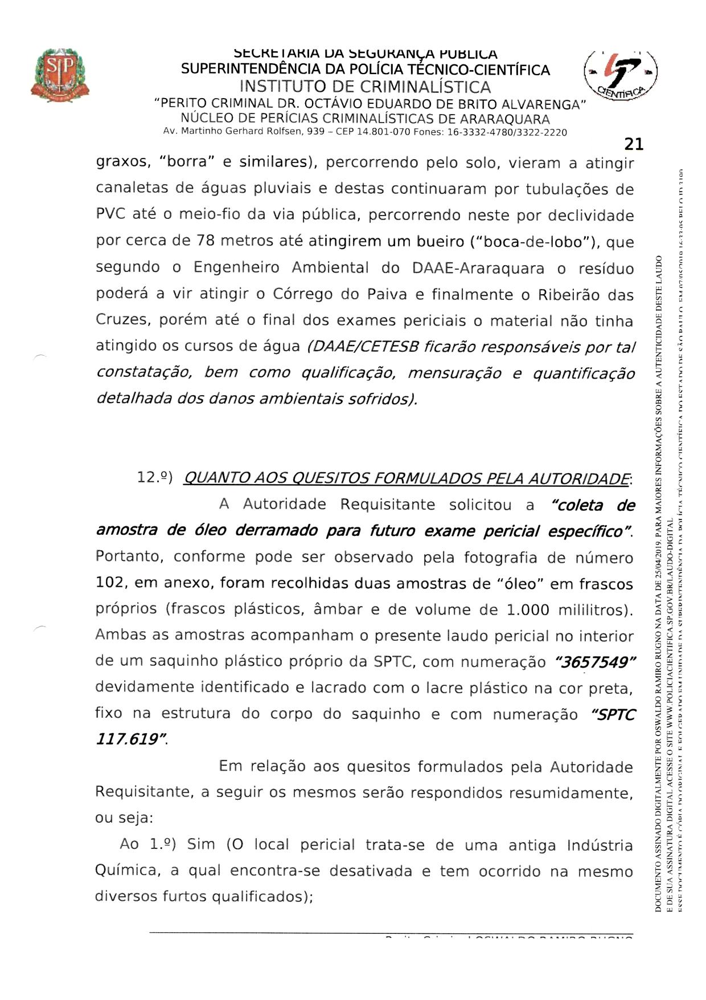 SECRETARIA DA SEGURANÇA PÚBLICA
SUPERINTENDÊNCIA DA POLÍCIA TÉCNICO-CIENTÍFICA
INSTITUTO DE CRIMINALÍSTICA
“PERITO CRIMINAL DR. OCTÁVIO EDUARDO DE BRITO ALVARENGA”
NÚCLEO DE PERÍCIAS CRIMINALÍSTICAS DE ARARAQUARA
Av. Martinho Gerhard Rolfsen, 939 – CEP 14.801-070 Fones: 16-3332-4780/3322-2220
CIENTÍFICA
21
graxos, “borra” e similares), percorrendo pelo solo, vieram a atingir
canaletas de águas pluviais e destas continuaram por tubulações de
PVC até o meio-fio da via pública, percorrendo neste por declividade
por cerca de 78 metros até atingirem um bueiro (“boca-de-lobo”), que
segundo o Engenheiro Ambiental do DAAE-Araraquara o resíduo
poderá a vir atingir o Córrego do Paiva e finalmente o Ribeirão das
Cruzes, porém até o final dos exames periciais o material não tinha
atingido os cursos de água (DAAE/CETESB ficarão responsáveis por tal
constatação, bem como qualificação, mensuração e quantificação
detalhada dos danos ambientais sofridos).
12.º) QUANTO AOS QUESITOS FORMULADOS PELA AUTORIDADE:
A Autoridade Requisitante solicitou a “coleta de
amostra de óleo derramado para futuro exame pericial específico”.
Portanto, conforme pode ser observado pela fotografia de número
102, em anexo, foram recolhidas duas amostras de “óleo” em frascos
próprios (frascos plásticos, âmbar e de volume de 1.000 mililitros).
Ambas as amostras acompanham o presente laudo pericial no interior
de um saquinho plástico próprio da SPTC, com numeração “3657549”
devidamente identificado e lacrado com o lacre plástico na cor preta,
fixo na estrutura do corpo do saquinho e com numeração “SPTC
117.619”.
Em relação aos quesitos formulados pela Autoridade
Requisitante, a seguir os mesmos serão respondidos resumidamente,
ou seja:
Ao 1.º) Sim (O local pericial trata-se de uma antiga Indústria
Química, a qual encontra-se desativada e tem ocorrido na mesmo
diversos furtos qualificados);
Perito Criminal OSWALDO RAMIRO RUGNO
DOCUMENTO ASSINADO DIGITALMENTE POR OSWALDO RAMIRO RUGNO NA DATA DE 25/04/2019. PARA MAIORES INFORMAÇÕES SOBRE A AUTENTICIDADE DESTE LAUDO
E DE SUA ASSINATURA DIGITAL ACESSE O SITE WWW.POLICIACIENTIFICA.SP.GOV.BR/LAUDO-DIGITAL
ESSE DOCUMENTO É CÓPIA DO ORIGINAL E FOI GERADO EM UNIDADE DA SUPERINTENDÊNCIA DA POLÍCIA TÉCNICO-CIENTÍFICA DO ESTADO DE SÃO PAULO, EM 07/05/2019